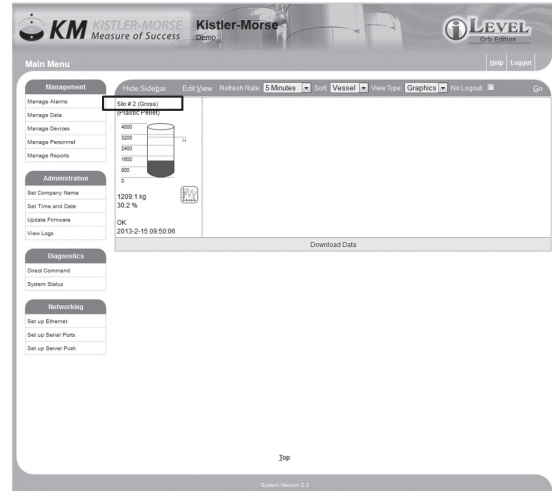 KM KISTLER-MORSE
Measure of Success
Kistler-Morse
Demo
iLEVEL
Orb Edition
Main Menu
Help Logout
Management
Manage Alarms
Manage Data
Manage Devices
Manage Personnel
Manage Reports
Administration
Set Company Name
Set Time and Date
Update Firmware
View Logs
Diagnostics
Direct Command
System Status
Networking
Set up Ethernet
Set up Serial Ports
Set up Server Push
Hide Sidebar Edit View Refresh Rate: 5 Minutes Sort: Vessel View Type: Graphics No Logout: Go
Silo # 2 (Gross)
(Plastic Pellet)
4000
3200
H
2400
1600
800
0
1209.1 kg
30.2 %
OK
2013-2-15 09:50:06
Download Data
Top
System Version 2.3